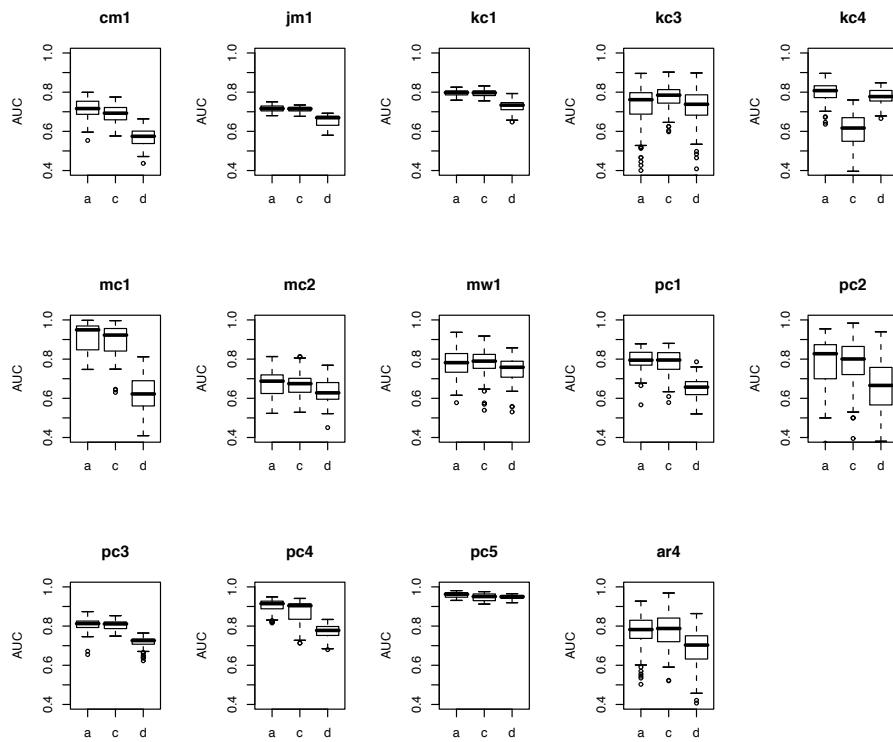 cm1 jm1 kc1 kc3 kc4
AUC 0.4 0.6 0.8 1.0 AUC 0.4 0.6 0.8 1.0 AUC 0.4 0.6 0.8 1.0 AUC 0.4 0.6 0.8 1.0 AUC 0.4 0.6 0.8 1.0
a c d a c d a c d a c d a c d
mc1 mc2 mw1 pc1 pc2
AUC 0.4 0.6 0.8 1.0 AUC 0.4 0.6 0.8 1.0 AUC 0.4 0.6 0.8 1.0 AUC 0.4 0.6 0.8 1.0 AUC 0.4 0.6 0.8 1.0
a c d a c d a c d a c d a c d
pc3 pc4 pc5 ar4
AUC 0.4 0.6 0.8 1.0 AUC 0.4 0.6 0.8 1.0 AUC 0.4 0.6 0.8 1.0 AUC 0.4 0.6 0.8 1.0
a c d a c d a c d a c d